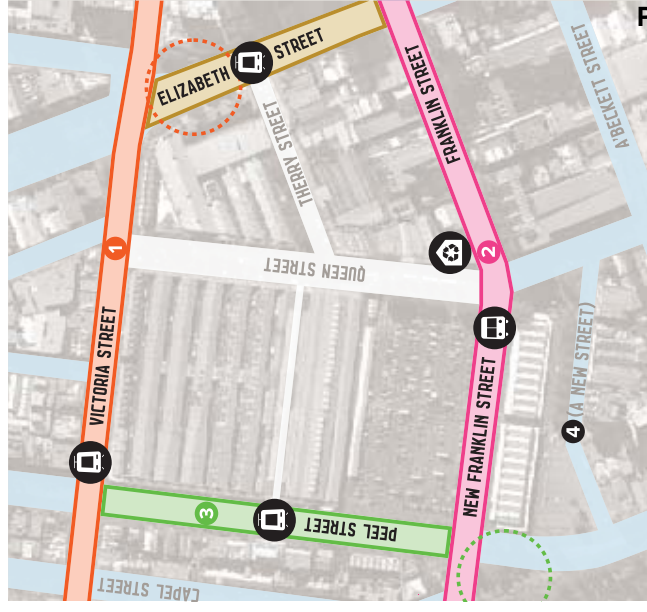 F
ELIZABETH STREET
FRANKLIN STREET
A'BECKETT STREET
THERRY STREET
1
QUEEN STREET
2
VICTORIA STREET
NEW FRANKLIN STREET
(A NEW STREET)
4
3
PEEL STREET
CAPEL STREET